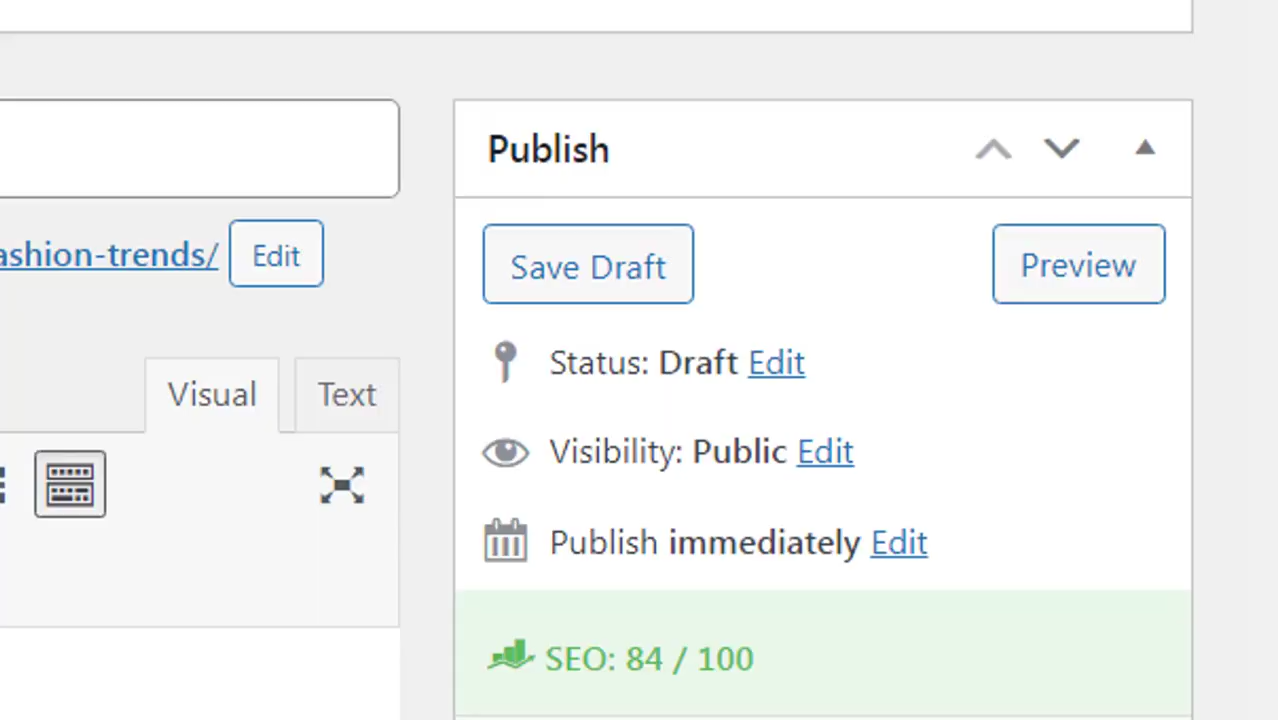 Publish
ashion-trends/ Edit
Save Draft Preview
Status: Draft Edit
Visual Text
Visibility: Public Edit
Publish immediately Edit
SEO: 84 / 100